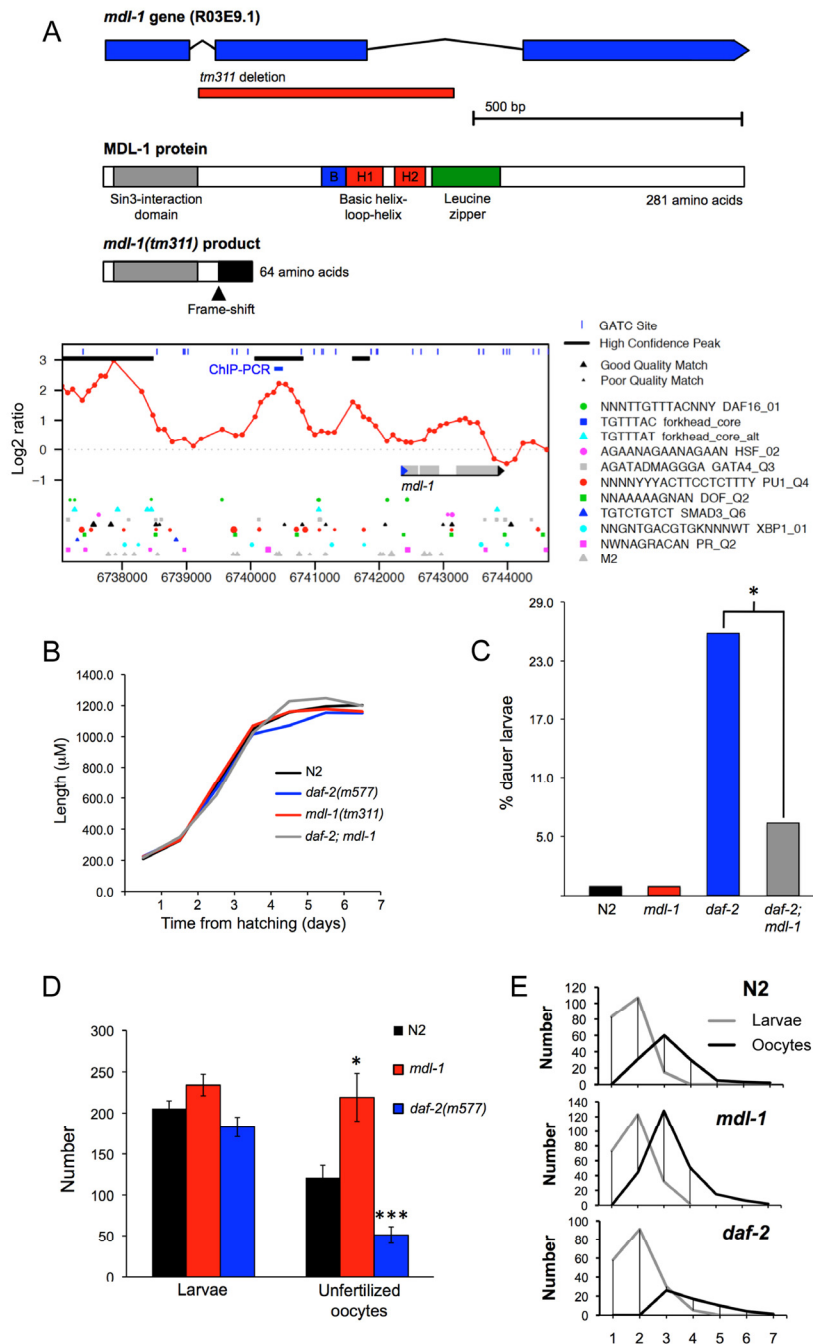 A
mdl-1 gene (R03E9.1)
tm311 deletion
500 bp
MDL-1 protein
B H1 H2
Sin3-interaction domain
Basic helix-loop-helix
Leucine zipper
281 amino acids
mdl-1(tm311) product
64 amino acids
Frame-shift
Log2 ratio
3
2
1
0
−1
ChIP-PCR
mdl-1
6738000 6739000 6740000 6741000 6742000 6743000 6744000
GATC Site
High Confidence Peak
Good Quality Match
Poor Quality Match
NNNTTGTTTACNNY DAF16_01
TGTTTAC forkhead_core
TGTTTAT forkhead_core_alt
AGAANAGAANAGAAN HSF_02
AGATADMAGGGA GATA4_Q3
NNNNYYYACTTCCTCTTTY PU1_Q4
NNAAAAAGNAN DOF_Q2
TGTCTGTCT SMAD3_Q6
NNGNTGACGTGKNNNWT XBP1_01
NWNAGRACAN PR_Q2
M2
B
Length (µM)
1400.0
1200.0
1000.0
800.0
600.0
400.0
200.0
0.0
N2
daf-2(m577)
mdl-1(tm311)
daf-2; mdl-1
1 2 3 4 5 6 7
Time from hatching (days)
C
% dauer larvae
29.0
23.0
17.0
11.0
5.0
*
N2 mdl-1 daf-2 daf-2; mdl-1
D
Number
300
250
200
150
100
50
0
N2
mdl-1
daf-2(m577)
*
***
Larvae
Unfertilized oocytes
E
N2
Number
120
100
80
60
40
20
0
Larvae
Oocytes
mdl-1
Number
140
120
100
80
60
40
20
0
daf-2
Number
100
80
60
40
20
0
1 2 3 4 5 6 7